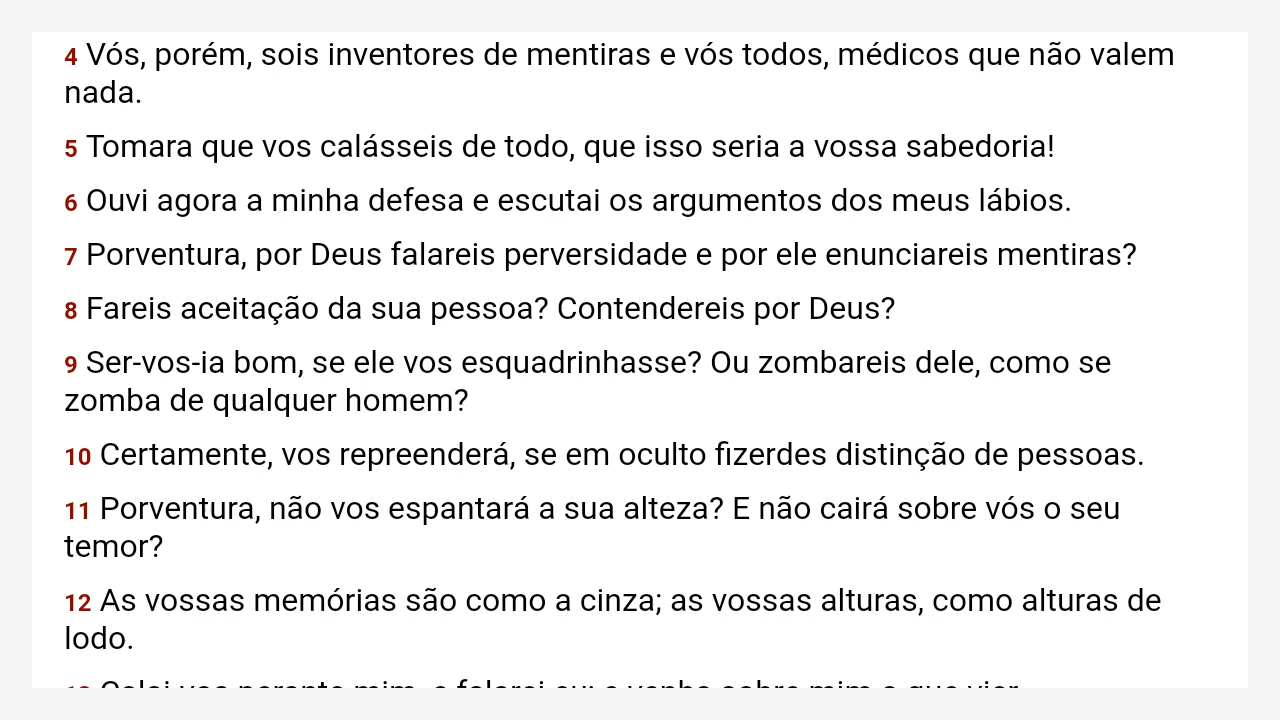 4 Vós, porém, sois inventores de mentiras e vós todos, médicos que não valem
nada.
5 Tomara que vos calásseis de todo, que isso seria a vossa sabedoria!
6 Ouvi agora a minha defesa e escutai os argumentos dos meus lábios.
7 Porventura, por Deus falareis perversidade e por ele enunciareis mentiras?
8 Fareis aceitação da sua pessoa? Contendereis por Deus?
9 Ser-vos-ia bom, se ele vos esquadrinhasse? Ou zombareis dele, como se
zomba de qualquer homem?
10 Certamente, vos repreenderá, se em oculto fizerdes distinção de pessoas.
11 Porventura, não vos espantará a sua alteza? E não cairá sobre vós o seu
temor?
12 As vossas memórias são como a cinza; as vossas alturas, como alturas de
lodo.